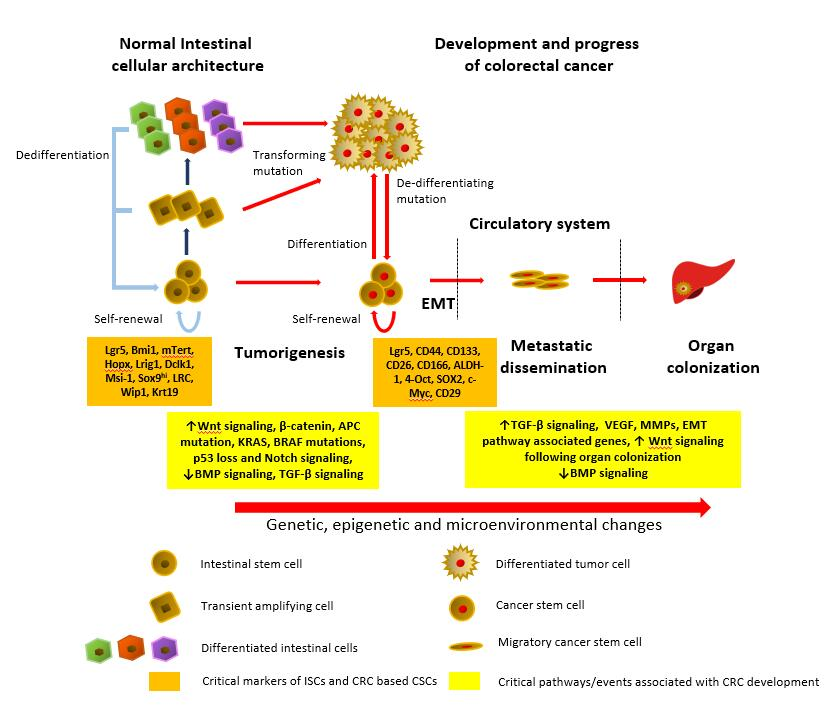 Normal Intestinal
cellular architecture
Development and progress
of colorectal cancer
Dedifferentiation
Transforming
mutation
De-differentiating
mutation
Differentiation
Circulatory system
EMT
Self-renewal
Self-renewal
Lgr5, Bmi1, mTert,
Hopx, Lrig1, Dclk1,
Msi-1, Sox9hi, LRC,
Wip1, Krt19
Tumorigenesis
Lgr5, CD44, CD133,
CD26, CD166, ALDH-
1, 4-Oct, SOX2, c-
Myc, CD29
Metastatic
dissemination
Organ
colonization
↑Wnt signaling, β-catenin, APC
mutation, KRAS, BRAF mutations,
p53 loss and Notch signaling,
↓BMP signaling, TGF-β signaling
↑TGF-β signaling, VEGF, MMPs, EMT
pathway associated genes, ↑ Wnt signaling
following organ colonization
↓BMP signaling
Genetic, epigenetic and microenvironmental changes
Intestinal stem cell
Differentiated tumor cell
Transient amplifying cell
Cancer stem cell
Differentiated intestinal cells
Migratory cancer stem cell
Critical markers of ISCs and CRC based CSCs
Critical pathways/events associated with CRC development